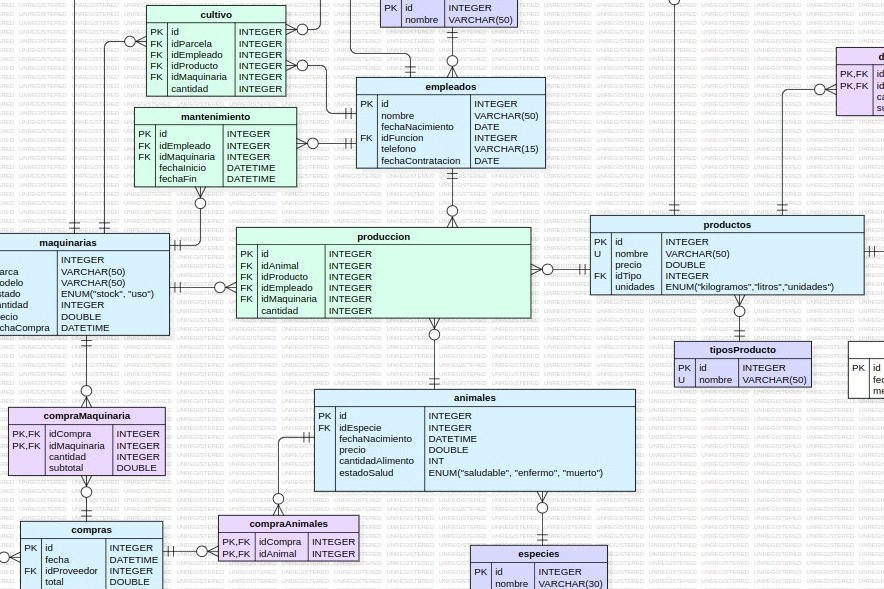 cultivo
PK id INTEGER
FK idParcela INTEGER
FK idEmpleado INTEGER
FK idProducto INTEGER
FK idMaquinaria INTEGER
cantidad INTEGER
PK id INTEGER
nombre VARCHAR(50)
mantenimiento
PK id INTEGER
FK idEmpleado INTEGER
FK idMaquinaria INTEGER
fechaInicio DATETIME
fechaFin DATETIME
empleados
PK id INTEGER
nombre VARCHAR(50)
fechaNacimiento DATE
FK idFuncion INTEGER
telefono VARCHAR(15)
fechaContratacion DATE
d
PK,FK id
PK,FK id
ca
su
maquinarias
INTEGER
arca VARCHAR(50)
odelo VARCHAR(50)
stado ENUM("stock", "uso")
antidad INTEGER
ecio DOUBLE
chaCompra DATETIME
produccion
PK id INTEGER
FK idAnimal INTEGER
FK idProducto INTEGER
FK idEmpleado INTEGER
FK idMaquinaria INTEGER
cantidad INTEGER
productos
PK id INTEGER
U nombre VARCHAR(50)
precio DOUBLE
FK idTipo INTEGER
unidades ENUM("kilogramos","litros","unidades")
tiposProducto
PK id INTEGER
U nombre VARCHAR(50)
PK id
fec
me
compraMaquinaria
PK,FK idCompra INTEGER
PK,FK idMaquinaria INTEGER
cantidad INTEGER
subtotal DOUBLE
animales
PK id INTEGER
FK idEspecie INTEGER
fechaNacimiento DATETIME
precio DOUBLE
cantidadAlimento INT
estadoSalud ENUM("saludable", "enfermo", "muerto")
compras
PK id INTEGER
fecha DATETIME
FK idProveedor INTEGER
total DOUBLE
compraAnimales
PK,FK idCompra INTEGER
PK,FK idAnimal INTEGER
especies
PK id INTEGER
nombre VARCHAR(30)